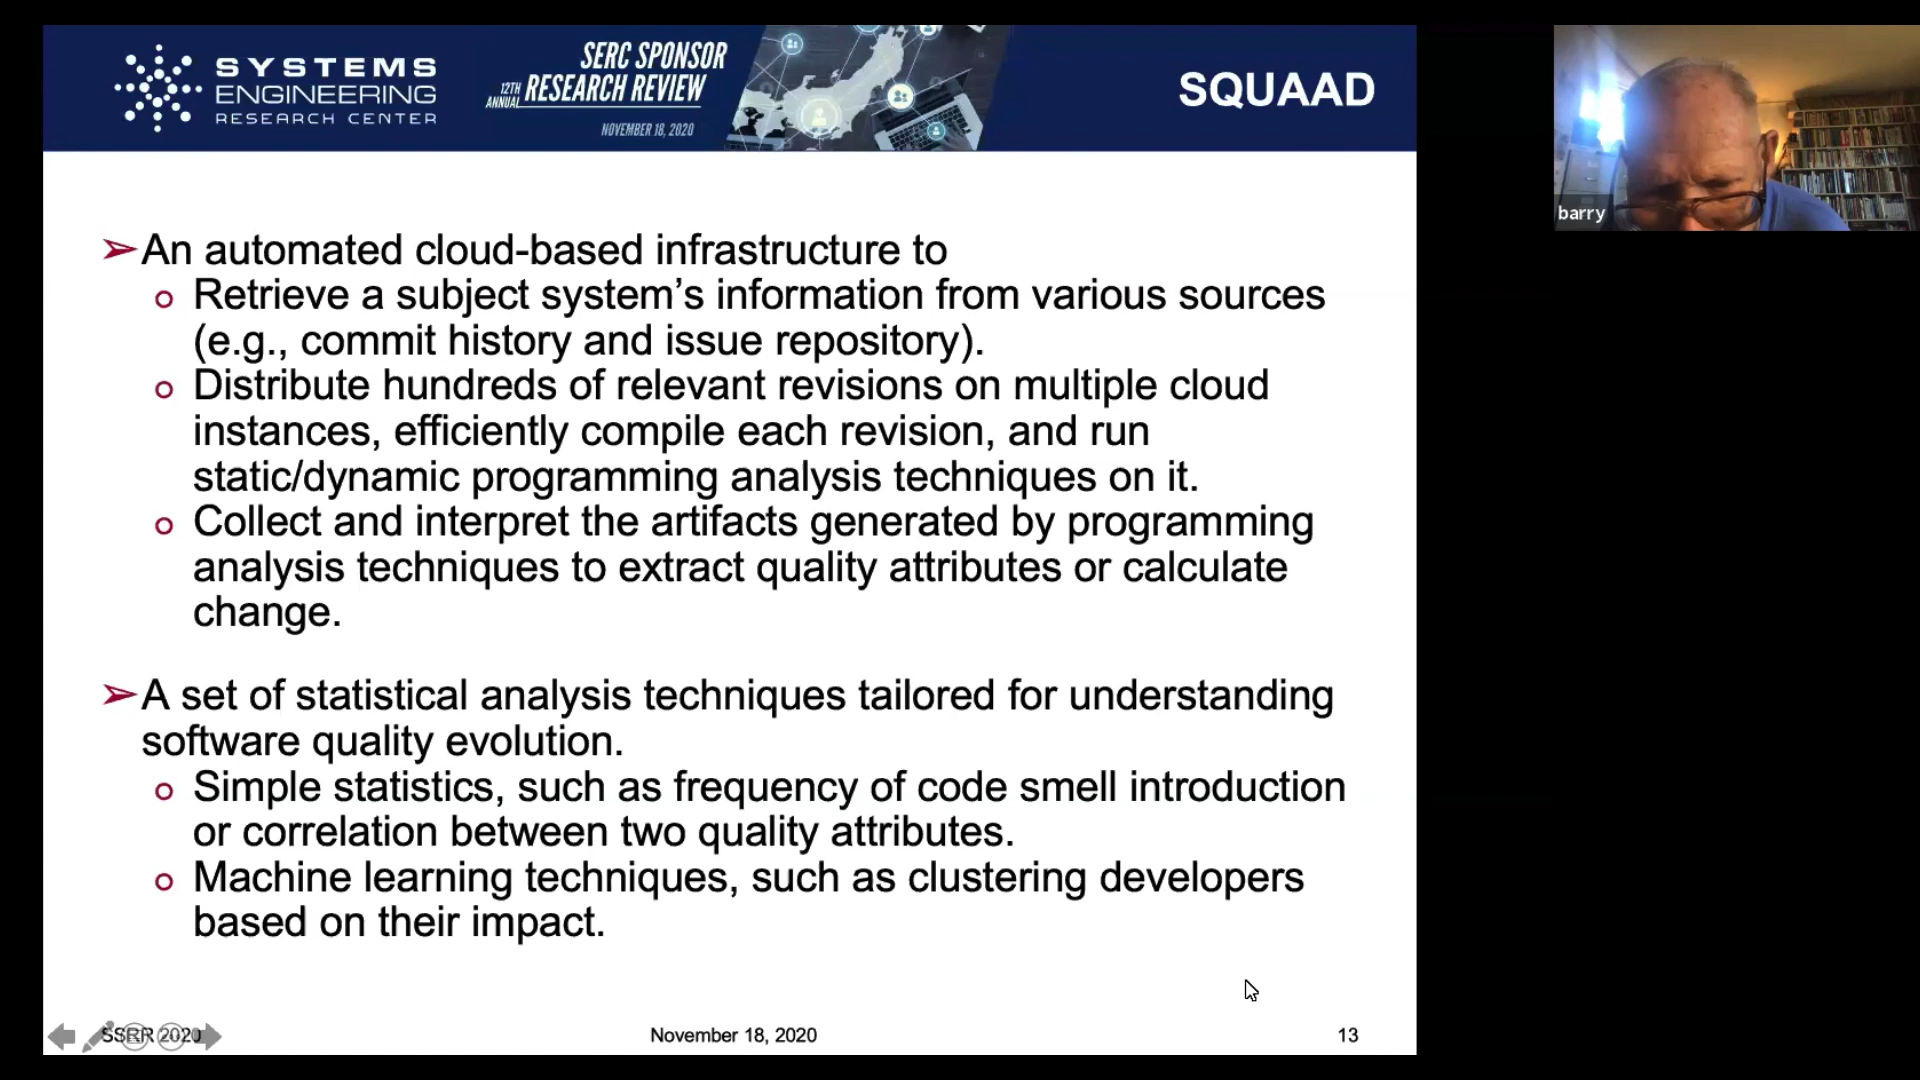 SYSTEMS
ENGINEERING
RESEARCH CENTER
SERC SPONSOR
12TH ANNUAL RESEARCH REVIEW
NOVEMBER 18, 2020
SQUAAD
barry
➢An automated cloud-based infrastructure to
o Retrieve a subject system’s information from various sources
(e.g., commit history and issue repository).
o Distribute hundreds of relevant revisions on multiple cloud
instances, efficiently compile each revision, and run
static/dynamic programming analysis techniques on it.
o Collect and interpret the artifacts generated by programming
analysis techniques to extract quality attributes or calculate
change.
➢A set of statistical analysis techniques tailored for understanding
software quality evolution.
o Simple statistics, such as frequency of code smell introduction
or correlation between two quality attributes.
o Machine learning techniques, such as clustering developers
based on their impact.
SSRR 2020
November 18, 2020
13